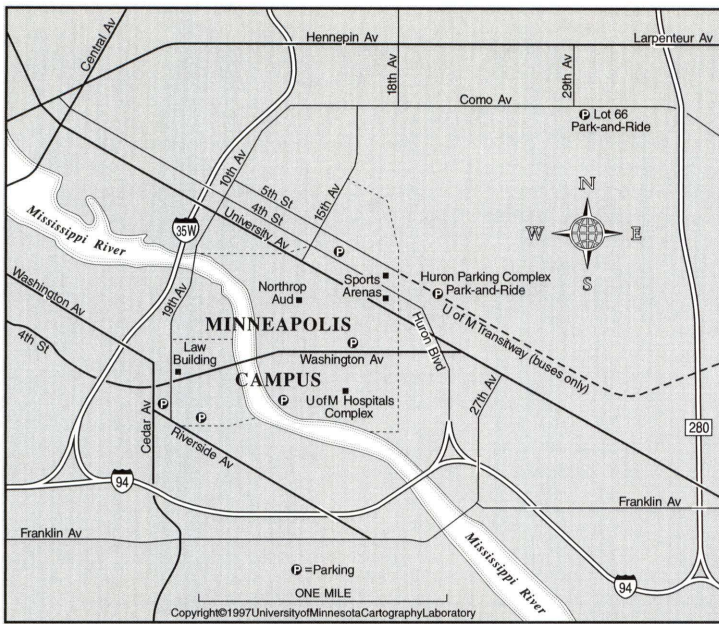 Central Av
Hennepin Av
Larpenteur Av
18th Av
29th Av
Como Av
P Lot 66
Park-and-Ride
10th Av
15th Av
5th St
4th St
University Av
35W
Mississippi River
N
W
E
S
P
Washington Av
4th St
19th Av
Northrop
Aud
Sports
Arenas
Huron Parking Complex
P Park-and-Ride
U of M Transitway (buses only)
MINNEAPOLIS
CAMPUS
Law
Building
P
Washington Av
Huron Blvd
27th Av
280
Cedar Av
P
P
P
UofM Hospitals
Complex
Riverside Av
94
Franklin Av
Franklin Av
Mississippi River
94
P=Parking
ONE MILE
Copyright©1997UniversityofMinnesotaCartographyLaboratory